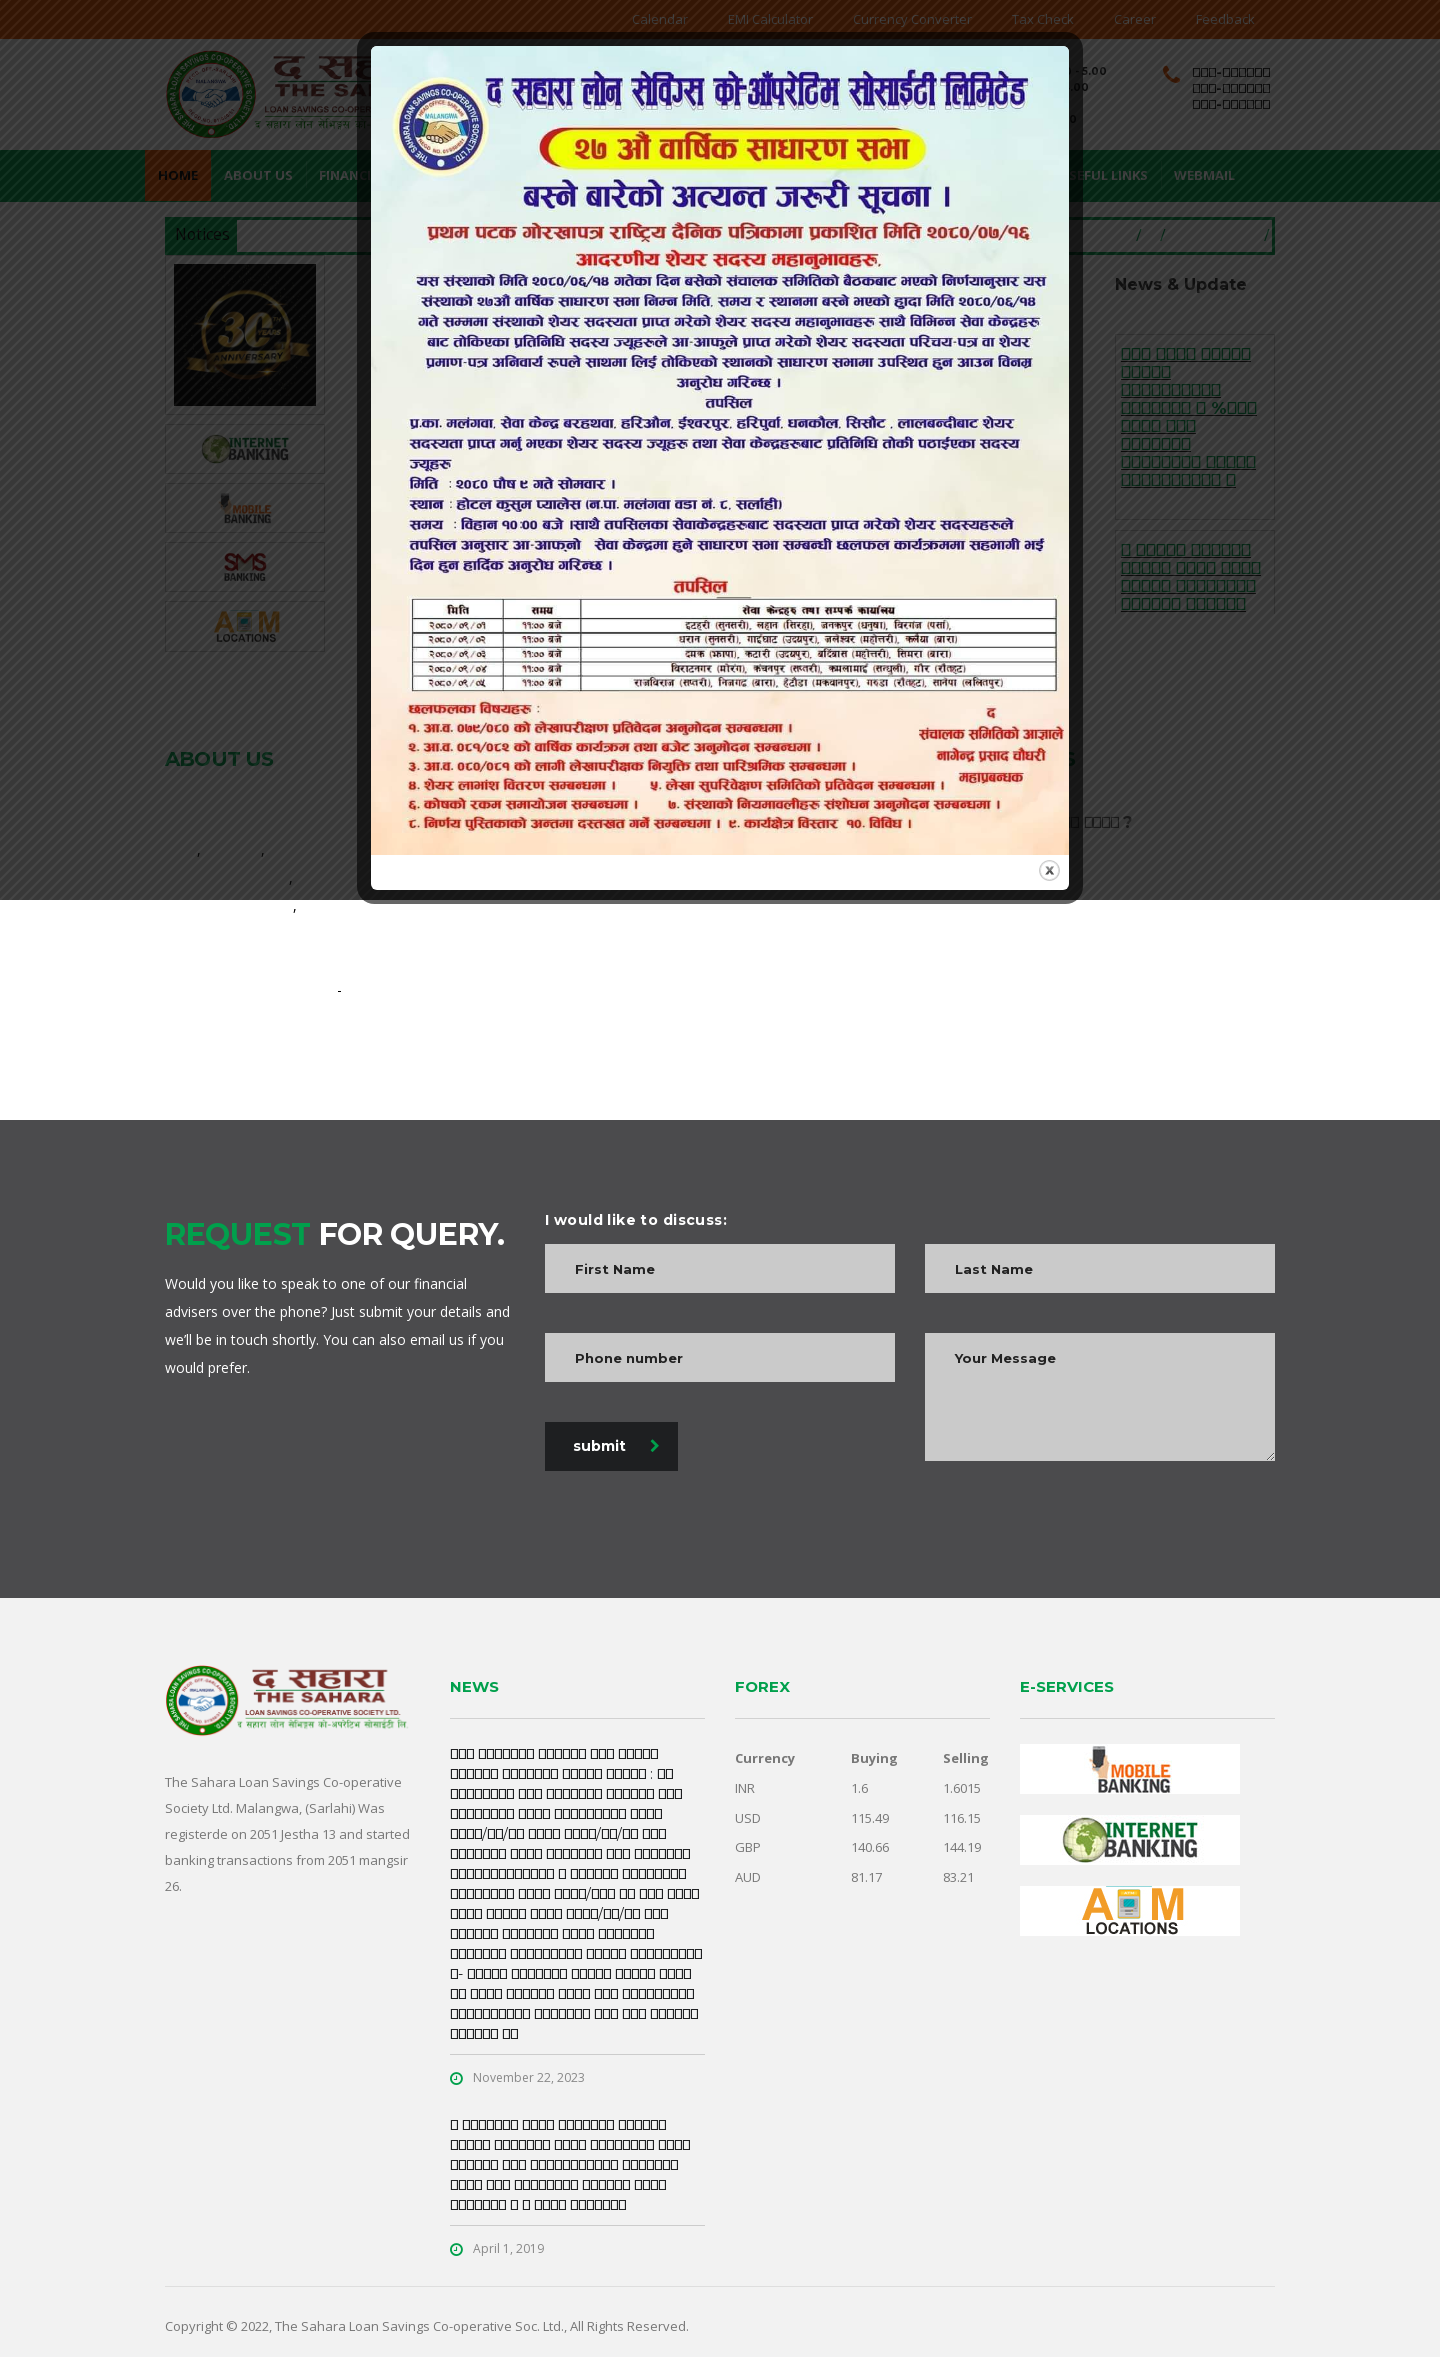 Calendar EMI Calculator Currency Converter Tax Check Career Feedback
HOME ABOUT US WEBMAIL
Notices
30
ANNIVERSARY
INTERNET
BANKING
MOBILE
BANKING
SMS
BANKING
LOCATIONS
News & Update
ABOUT US
द सहारा लोन सेविंग्स को-आँपरेटिभ सोसाईटी लिमिटेड
२७ औं वार्षिक साधारण सभा
बस्ने बारेको अत्यन्त जरूरी सूचना ।
प्रथम पटक गोरखापत्र राष्ट्रिय दैनिक पत्रिकामा प्रकाशित मिति २०८०/०७/१६
आदरणीय शेयर सदस्य महानुभावहरू,
यस संस्थाको मिति २०८०/०६/१४ गतेका दिन बसेको संचालक समितिको बैठकबाट भएको निर्णयानुसार यस
संस्थाको २७औं वार्षिक साधारण सभा निम्न मिति, समय र स्थानमा बस्ने भएको हुादा मिति २०८०/०६/१४
गते सम्ममा संस्थाको शेयर सदस्यता प्राप्त गरेको शेयर सदस्य महानुभावहरू साथै विभिन्न सेवा केन्द्रहरू
बाट तोकिएका प्रतिनिधि सदस्य ज्यूहरूले आ-आफुले प्राप्त गरेको शेयर सदस्यताका परिचय-पत्र वा शेयर
प्रमाण-पत्र अनिवार्य रूपले साथमा लिई तोकिएको स्थानको साधारण सभामा उपस्थित भई दिन हुन आउन विनम्र
अनुरोध गरिन्छ ।
तपसिल
प्र.का. मलंगवा, सेवा केन्द्र बरहथवा, हरिऔन, ईश्वरपुर, हरिपुर्वा, धनकौल, सिसौट , लालबन्दीबाट शेयर
सदस्यता प्राप्त गर्नु भएका शेयर सदस्य ज्यूहरू तथा सेवा केन्द्रहरूबाट प्रतिनिधि तोकी पठाईएका सदस्य
ज्यूहरू
मिति : २०८० पौष ९ गते सोमवार ।
स्थान : होटल कुसुम प्यालेस (न.पा. मलंगवा वडा नं. ८, सर्लाही)
समय : विहान १०:०० बजे ।साथै तपसिलका सेवाकेन्द्रहरूबाट सदस्यता प्राप्त गरेको शेयर सदस्यहरूले
तपसिल अनुसार आ-आफ्नो सेवा केन्द्रमा हुने साधारण सभा सम्बन्धी छलफल कार्यक्रममा सहभागी भई
दिन हुन हार्दिक अनुरोध गरिन्छ ।
तपसिल
मिति समय सेवा केन्द्रहरु तथा सम्पर्क कार्यालय
२०८०/०९/०१ ११:०० बजे इटहरी (सुनसरी), लहान (सिरहा), जनकपुर (धनुषा), विरगंज (पर्सा),
२०८०/०९/०२ ११:०० बजे धरान (सुनसरी), गाईघाट (उदयपुर), जलेश्वर (महोत्तरी), कलैया (बारा)
२०८०/०९/०३ ११:०० बजे दमक (झापा), कटारी (उदयपुर), बर्दिबास (महोत्तरी), सिमरा (बारा)
२०८०/०९/०४ ११:०० बजे विराटनगर (मोरंग), कंचनपुर (सप्तरी), कमलामाई (सिन्धुली), गौर (रौतहट)
२०८०/०९/०५ ११:०० बजे राजविराज (सप्तरी), निजगढ (बारा), हेटौडा (मकवानपुर), गरुडा (रौतहट), सानेपा (ललितपुर)
छलफलका विषयहरू :
१. आ.व. ०७९/०८० को लेखापरीक्षण प्रतिवेदन अनुमोदन सम्बन्धमा ।
२. आ.व. ०८१/०८२ को वार्षिक कार्यक्रम तथा बजेट अनुमोदन सम्बन्धमा ।
३. आ.व. ०८०/०८१ को लागी लेखापरीक्षक नियुक्ति तथा पारिश्रमिक सम्बन्धमा ।
४. शेयर लाभांश वितरण सम्बन्धमा । ५. लेखा सुपरिवेक्षण समितिको प्रतिवेदन सम्बन्धमा ।
६. कोषको रकम समायोजन सम्बन्धमा । ७. संस्थाको नियमावलीहरू संशोधन अनुमोदन सम्बन्धमा ।
८. निर्णय पुस्तिकाको अन्तमा दस्तखत गर्ने सम्बन्धमा । ९. कार्यक्षेत्र विस्तार १०. विविध ।
द
संचालक समितिको आज्ञाले
नागेन्द्र प्रसाद चौधरी
महाप्रबन्धक
REQUEST FOR QUERY.
Would you like to speak to one of our financial
advisers over the phone? Just submit your details and
we'll be in touch shortly. You can also email us if you
would prefer.
I would like to discuss:
First Name
Last Name
Phone number
Your Message
submit
द सहारा
THE SAHARA
LOAN SAVINGS CO-OPERATIVE SOCIETY LTD.
द सहारा लोन सेभिङ्स को-अपरेटिभ सोसाईटी लि.
The Sahara Loan Savings Co-operative
Society Ltd. Malangwa, (Sarlahi) Was
registerde on 2051 Jestha 13 and started
banking transactions from 2051 mangsir
26.
NEWS
November 22, 2023
April 1, 2019
FOREX
Currency Buying Selling
INR 1.6 1.6015
USD 115.49 116.15
GBP 140.66 144.19
AUD 81.17 83.21
E-SERVICES
MOBILE
BANKING
INTERNET
BANKING
LOCATIONS
Copyright © 2022, The Sahara Loan Savings Co-operative Soc. Ltd., All Rights Reserved.